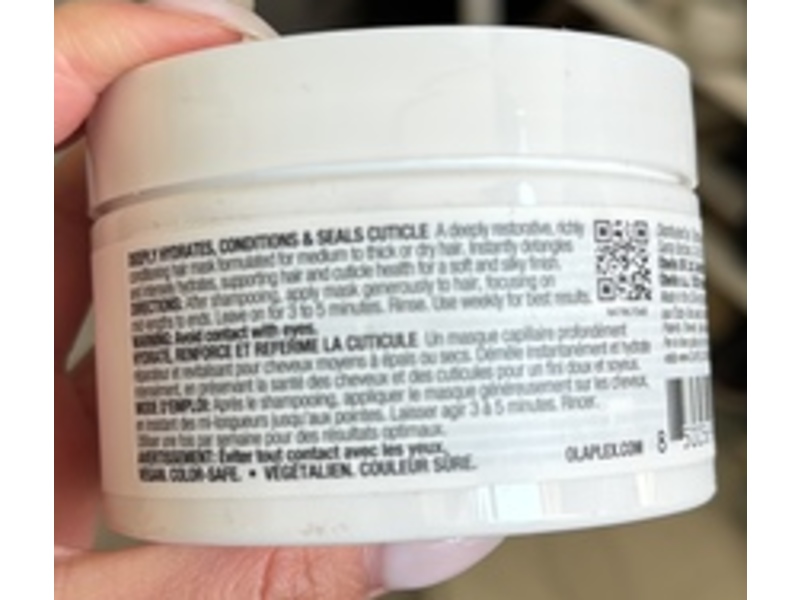 DEEPLY HYDRATES, CONDITIONS & SEALS CUTICLE A deeply restorative, richly
conditioning hair mask formulated for medium to thick or dry hair. Instantly detangles
and intensely hydrates, supporting hair and cuticle health for a soft and silky finish.
DIRECTIONS: After shampooing, apply mask generously to hair, focusing on
mid-lengths to ends. Leave on for 3 to 5 minutes. Rinse. Use weekly for best results.
WARNING: Avoid contact with eyes.
HYDRATE, RENFORCE ET REFERME LA CUTICULE Un masque capillaire profondément
réparateur et revitalisant pour cheveux moyens à épais ou secs. Démêle instantanément et hydrate
intensément, en préservant la santé des cheveux et des cuticules pour un fini doux et soyeux.
MODE D'EMPLOI: Après le shampooing, appliquer le masque généreusement sur les cheveux,
en insistant des mi-longueurs jusqu'aux pointes. Laisser agir 3 à 5 minutes. Rincer.
Utiliser une fois par semaine pour des résultats optimaux.
AVERTISSEMENT: Éviter tout contact avec les yeux.
VEGAN. COLOR-SAFE. • VÉGÉTALIEN. COULEUR SÛRE.
OLAPLEX.COM
8